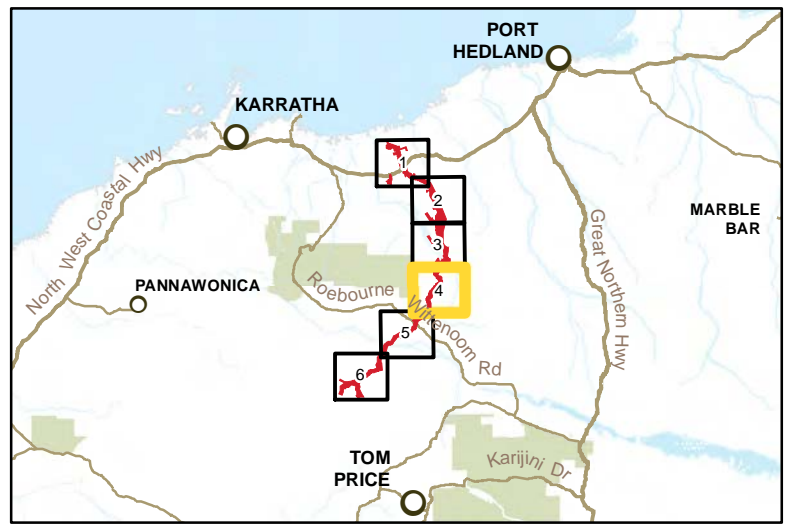 PORT
HEDLAND
KARRATHA
1
2
North West Coastal Hwy
MARBLE
BAR
Great Northern Hwy
3
PANNAWONICA
Roebourne Wittenoom Rd
4
5
6
TOM
PRICE
Karijini Dr